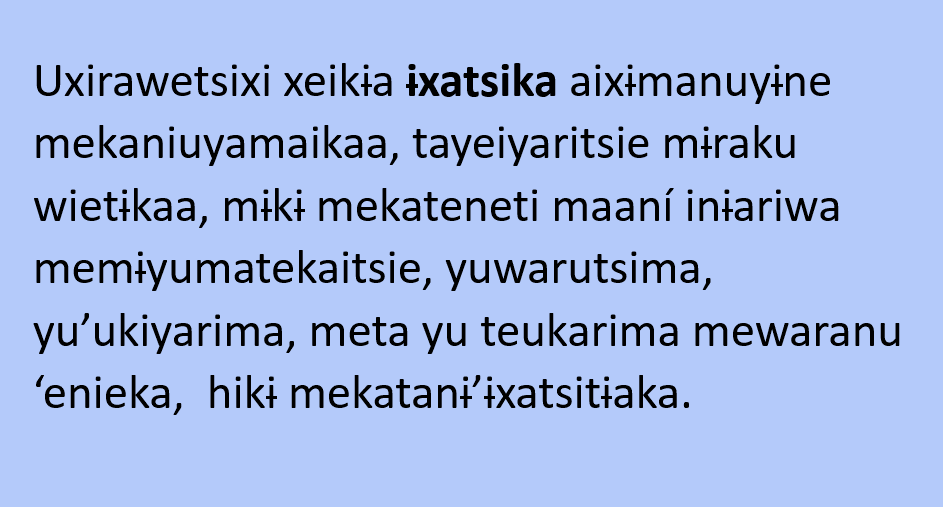 Uxirawetsixi xeikɨa ɨxatsika aixɨmanuyɨne
mekaniuyamaikaa, tayeiyaritsie mɨraku
wietɨkaa, mɨkɨ mekateneti maaní inɨariwa
memɨyumatekaitsie, yuwarutsima,
yu’ukiyarima, meta yu teukarima mewaranu
‘enieka,  hikɨ mekatanɨ’ɨxatsitɨaka.